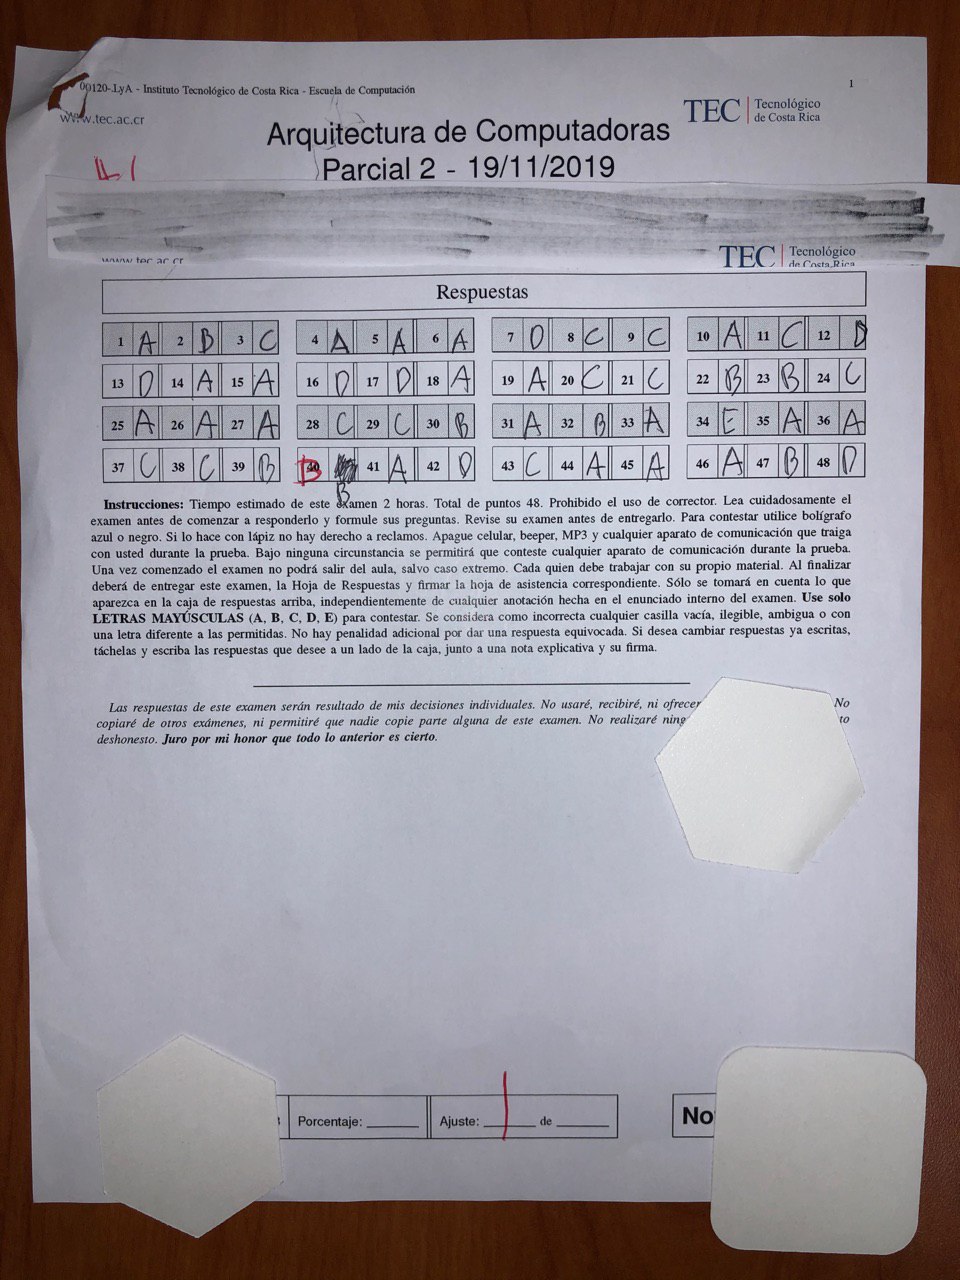 00120-.LyA - Instituto Tecnológico de Costa Rica - Escuela de Computación 1
www.tec.ac.cr
TEC | Tecnológico de Costa Rica
Arquitectura de Computadoras
Parcial 2 - 19/11/2019
www.tec.ac.cr
TEC | Tecnológico de Costa Rica
Respuestas
1 A 2 B 3 C 4 A 5 A 6 A 7 D 8 C 9 C 10 A 11 C 12 D
13 D 14 A 15 A 16 D 17 D 18 A 19 A 20 C 21 C 22 B 23 B 24 C
25 A 26 A 27 A 28 C 29 C 30 B 31 A 32 B 33 A 34 E 35 A 36 A
37 C 38 C 39 B B 40 41 A 42 D 43 C 44 A 45 A 46 A 47 B 48 D
B
Instrucciones: Tiempo estimado de este examen 2 horas. Total de puntos 48. Prohibido el uso de corrector. Lea cuidadosamente el
examen antes de comenzar a responderlo y formule sus preguntas. Revise su examen antes de entregarlo. Para contestar utilice bolígrafo
azul o negro. Si lo hace con lápiz no hay derecho a reclamos. Apague celular, beeper, MP3 y cualquier aparato de comunicación que traiga
con usted durante la prueba. Bajo ninguna circunstancia se permitirá que conteste cualquier aparato de comunicación durante la prueba.
Una vez comenzado el examen no podrá salir del aula, salvo caso extremo. Cada quien debe trabajar con su propio material. Al finalizar
deberá de entregar este examen, la Hoja de Respuestas y firmar la hoja de asistencia correspondiente. Sólo se tomará en cuenta lo que
aparezca en la caja de respuestas arriba, independientemente de cualquier anotación hecha en el enunciado interno del examen. Use solo
LETRAS MAYÚSCULAS (A, B, C, D, E) para contestar. Se considera como incorrecta cualquier casilla vacía, ilegible, ambigua o con
una letra diferente a las permitidas. No hay penalidad adicional por dar una respuesta equivocada. Si desea cambiar respuestas ya escritas,
táchelas y escriba las respuestas que desee a un lado de la caja, junto a una nota explicativa y su firma.
Las respuestas de este examen serán resultado de mis decisiones individuales. No usaré, recibiré, ni ofrecer No
copiaré de otros exámenes, ni permitiré que nadie copie parte alguna de este examen. No realizaré ning to
deshonesto. Juro por mi honor que todo lo anterior es cierto.
Porcentaje: ______ Ajuste: ______ de ______ No